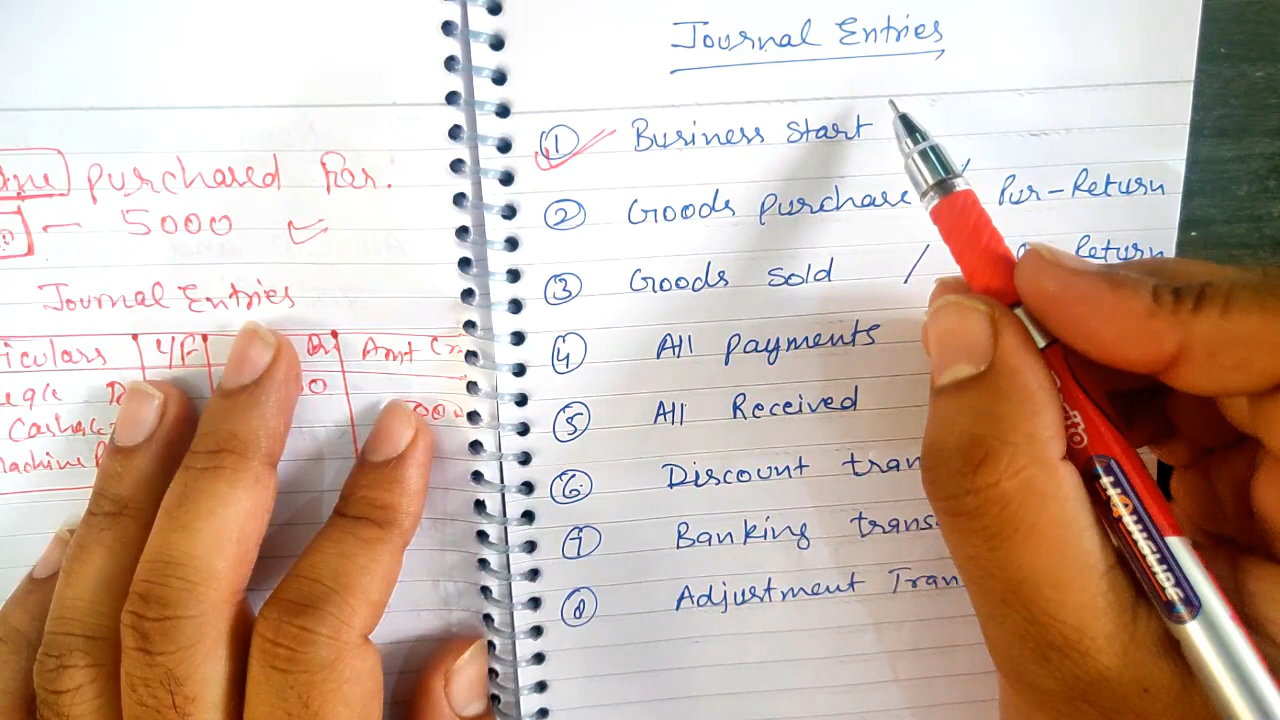 purchased for.
5000
Journal Entries
Amt Cr.
Journal Entries
① Business Start
② Goods purchase / Pur-Return
③ Goods sold / Return
④ All payments
⑤ All Received
⑥ Discount tran
⑦ Banking trans
⑧ Adjustment Tran